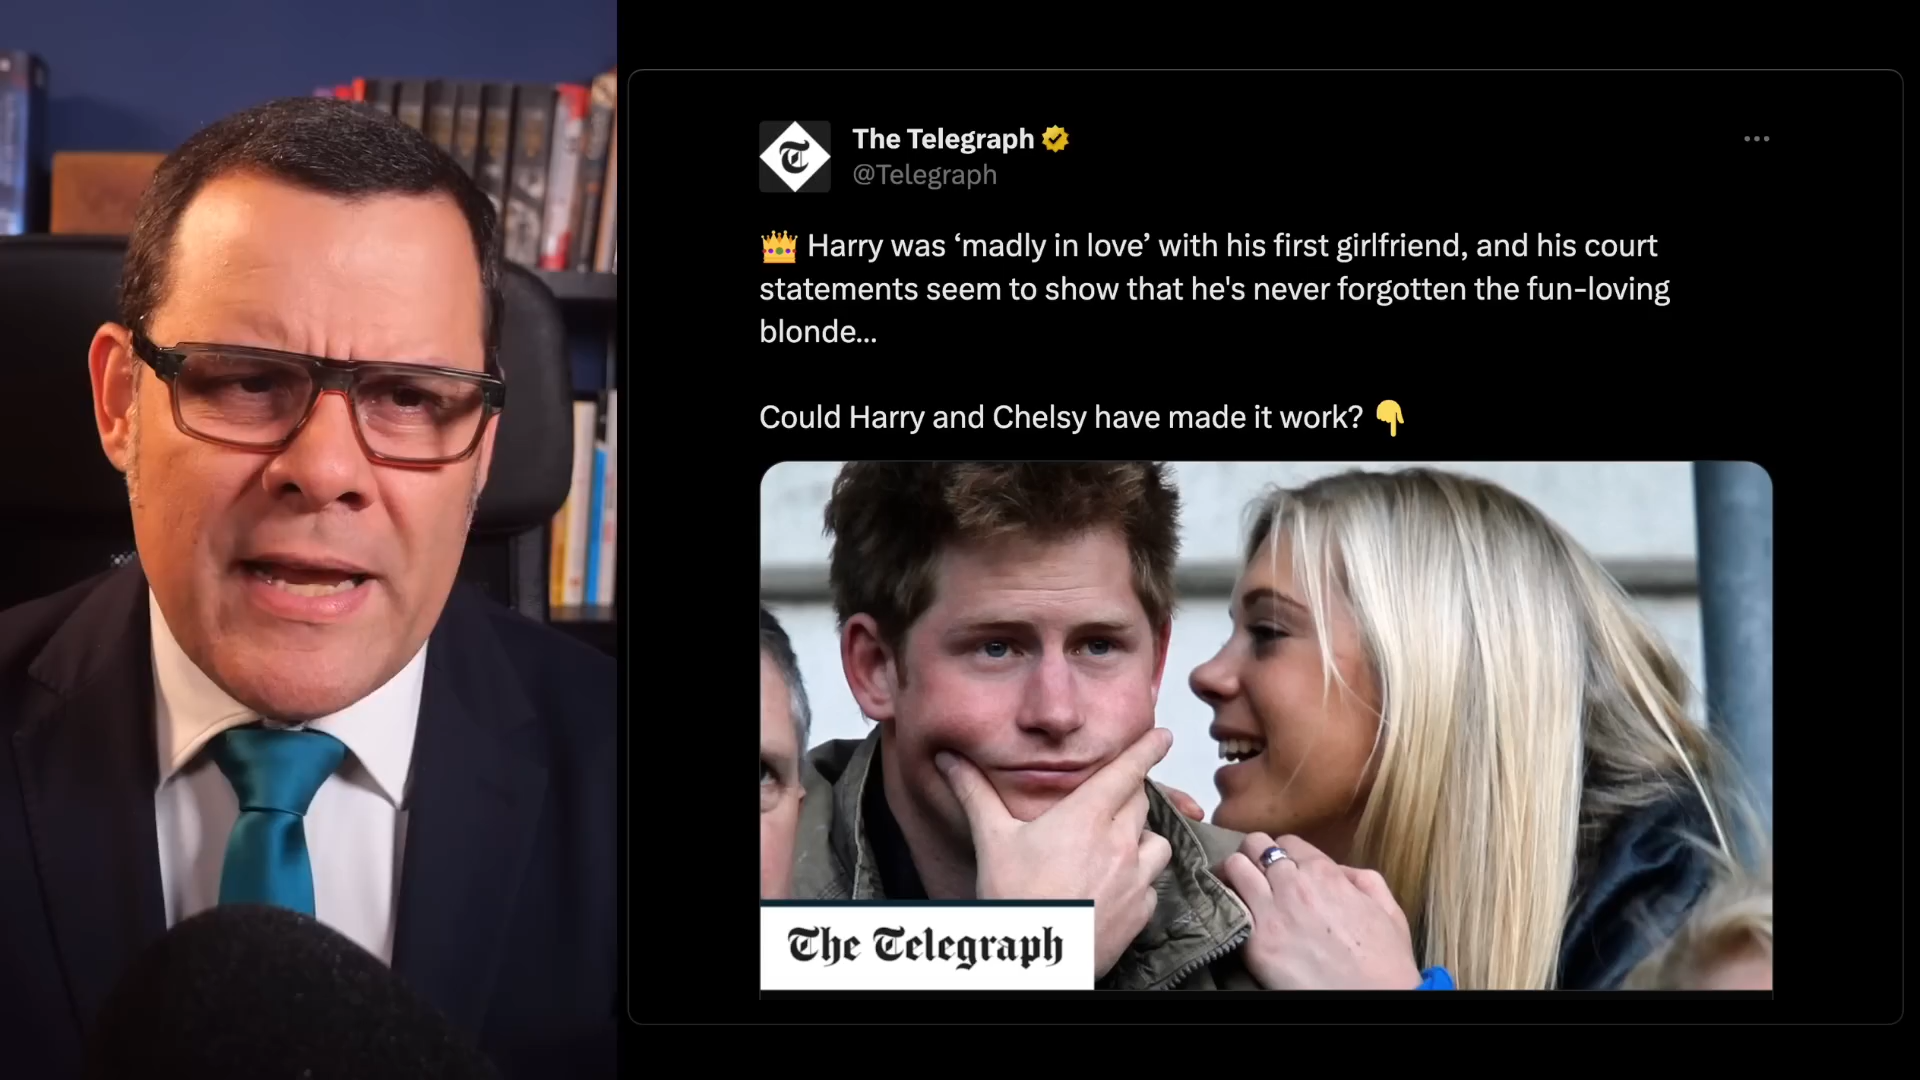 The Telegraph
@Telegraph
👑 Harry was ‘madly in love’ with his first girlfriend, and his court
statements seem to show that he's never forgotten the fun-loving
blonde...
Could Harry and Chelsy have made it work? 👇
The Telegraph